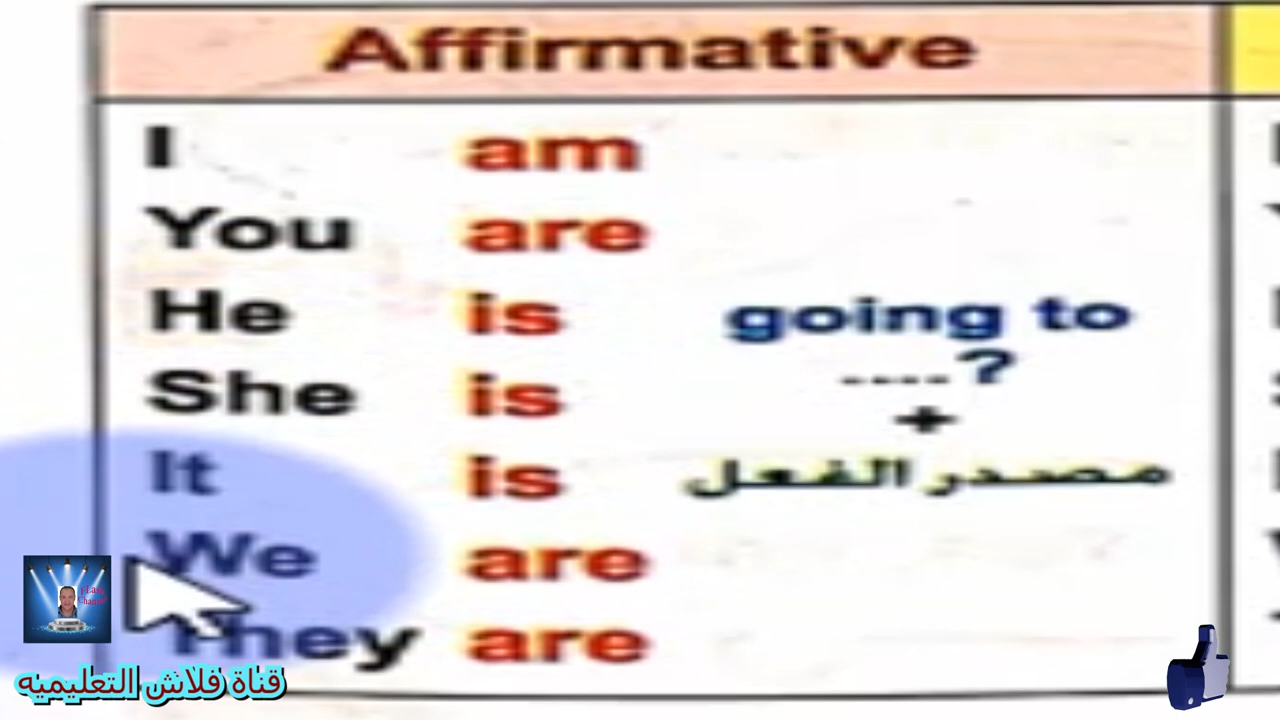 Affirmative
I am
You are
He is going to
----?
She is
+
It is مصدر الفعل
We are
They are
قناة فلاش التعليميه